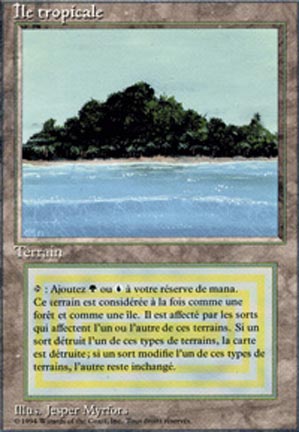 Île tropicale
Terrain
: Ajoutez ou à votre réserve de mana.
Ce terrain est considérée à la fois comme une
forêt et comme une île. Il est affecté par les sorts
qui affectent l'un ou l'autre de ces terrains. Si un
sort détruit l'un de ces types de terrains, la carte
est détruite; si un sort modifie l'un de ces types de
terrains, l'autre reste inchangé.
Illus. Jesper Myrfors
© 1994 Wizards of the Coast, Inc. Tous droits réservés.